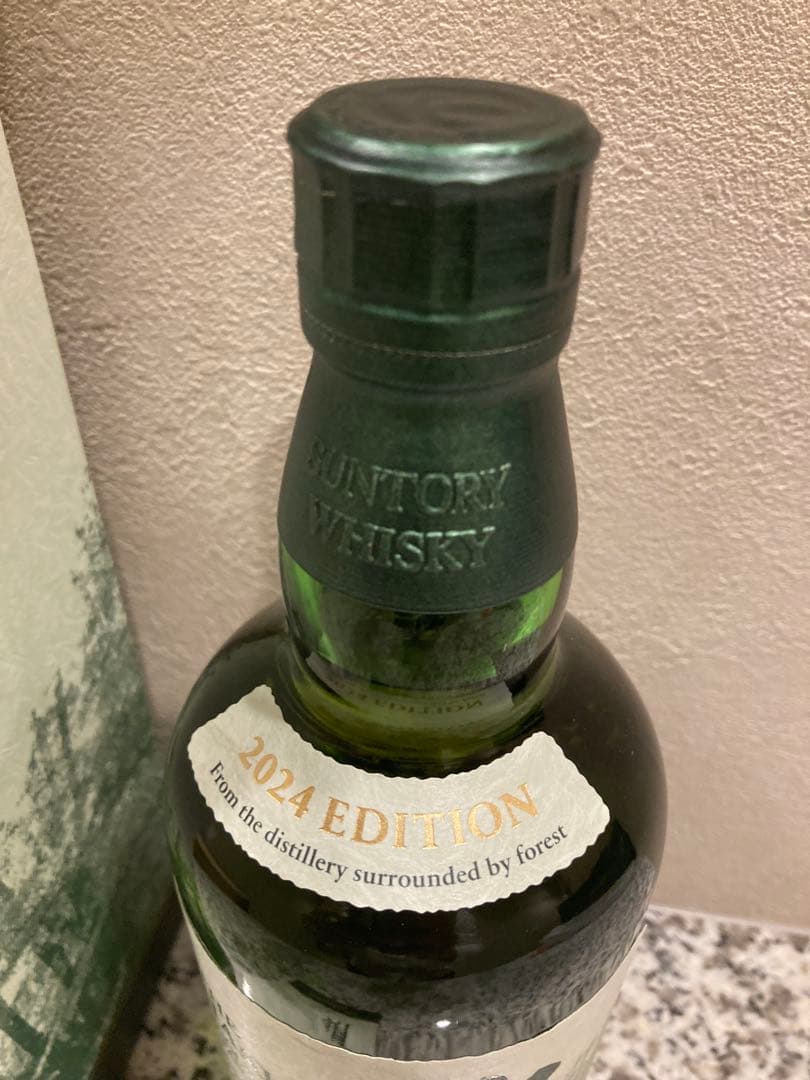 SUNTORY
WHISKY
2024 EDITION
From the distillery surrounded by forest